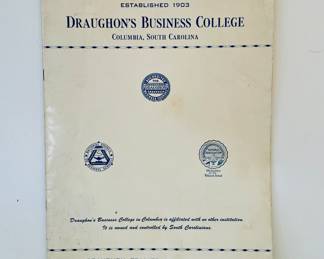 ESTABLISHED 1903
DRAUGHON'S BUSINESS COLLEGE
COLUMBIA, SOUTH CAROLINA
Draughon's Business College in Columbia is affiliated with no other institution.
It is owned and controlled by South Carolinians.